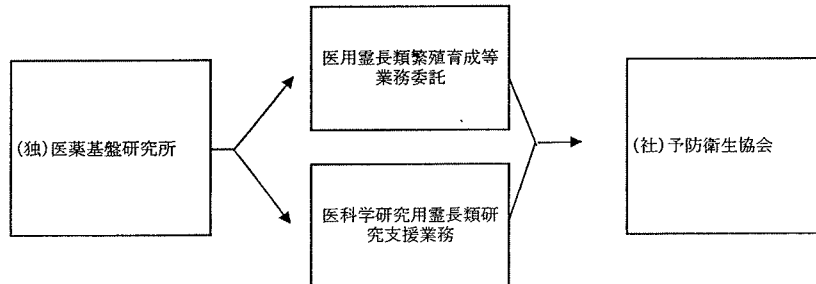 (独)医薬基盤研究所
医用霊長類繁殖育成等
業務委託
医科学研究用霊長類研
究支援業務
(社)予防衛生協会